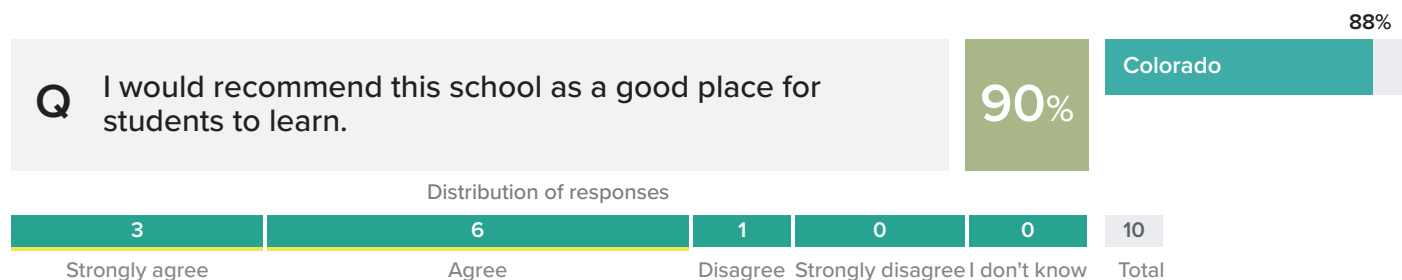 88%
Q
I would recommend this school as a good place for
students to learn.
90%
Colorado
Distribution of responses
3 6 1 0 0 10
Strongly agree Agree Disagree Strongly disagree I don't know Total